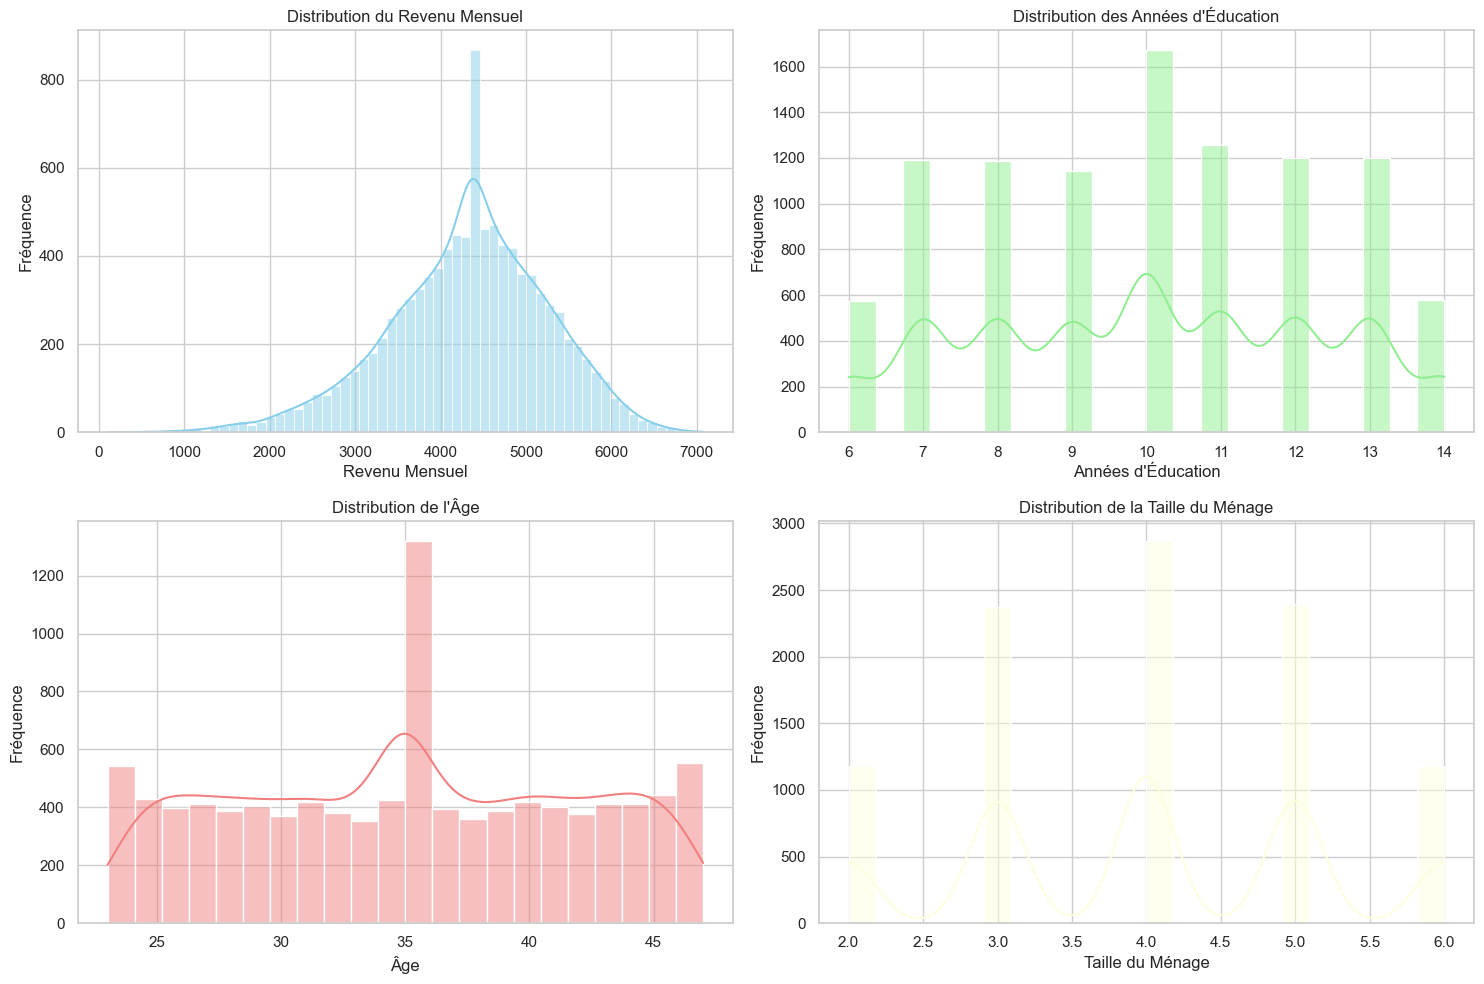 Distribution du Revenu Mensuel
Fréquence
800
600
400
200
0
0 1000 2000 3000 4000 5000 6000 7000
Revenu Mensuel
Distribution des Années d'Éducation
Fréquence
1600
1400
1200
1000
800
600
400
200
0
6 7 8 9 10 11 12 13 14
Années d'Éducation
Distribution de l'Âge
Fréquence
1200
1000
800
600
400
200
0
25 30 35 40 45
Âge
Distribution de la Taille du Ménage
Fréquence
3000
2500
2000
1500
1000
500
0
2.0 2.5 3.0 3.5 4.0 4.5 5.0 5.5 6.0
Taille du Ménage